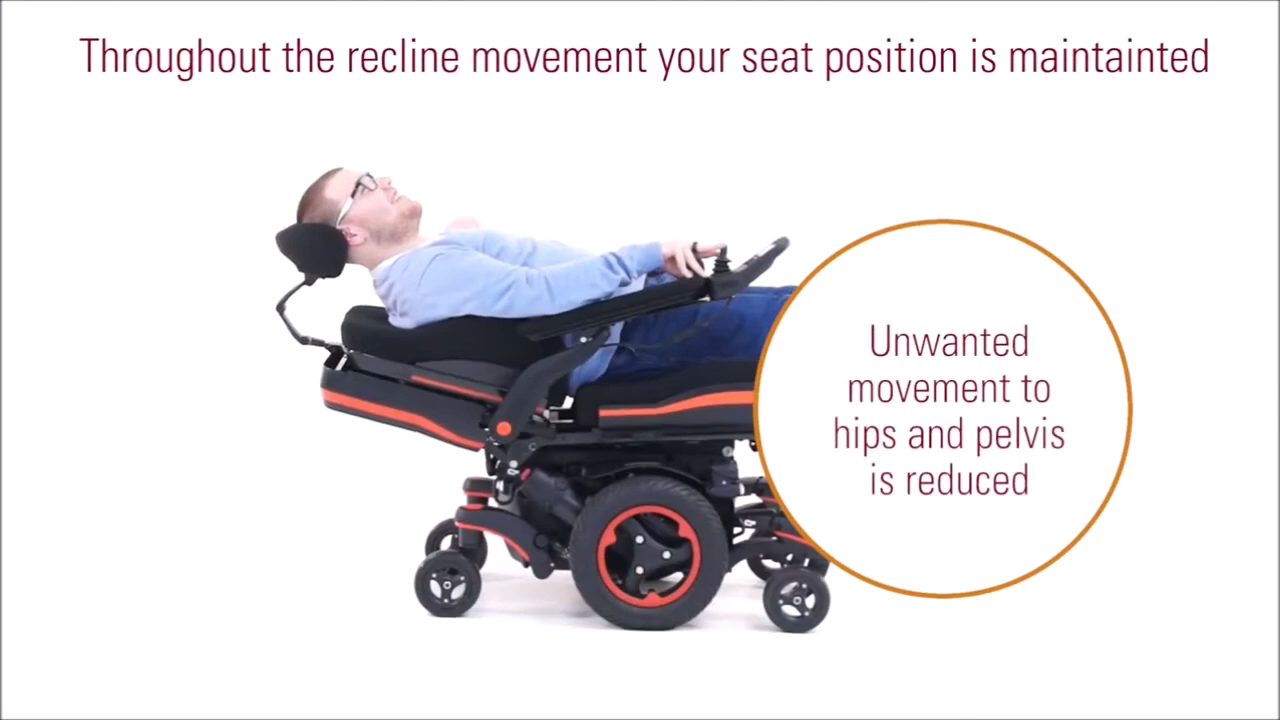 Throughout the recline movement your seat position is maintainted
Unwanted
movement to
hips and pelvis
is reduced